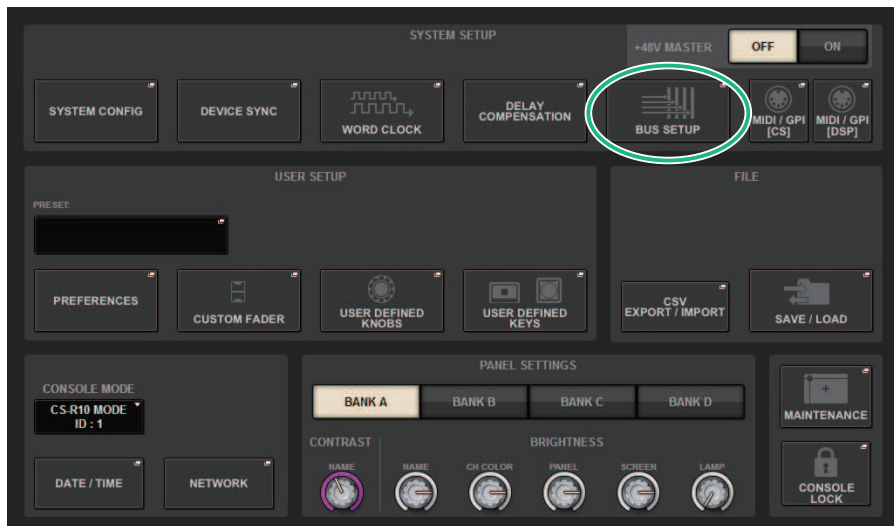 SYSTEM SETUP
+48V MASTER
OFF
ON
SYSTEM CONFIG
DEVICE SYNC
WORD CLOCK
DELAY
COMPENSATION
BUS SETUP
MIDI / GPI
[CS]
MIDI / GPI
[DSP]
USER SETUP
FILE
PRESET:
PREFERENCES
CUSTOM FADER
USER DEFINED
KNOBS
USER DEFINED
KEYS
CSV
EXPORT / IMPORT
SAVE / LOAD
PANEL SETTINGS
CONSOLE MODE
CS-R10 MODE
ID : 1
BANK A
BANK B
BANK C
BANK D
MAINTENANCE
CONTRAST
BRIGHTNESS
NAME
NAME
CH COLOR
PANEL
SCREEN
LAMP
DATE / TIME
NETWORK
CONSOLE
LOCK